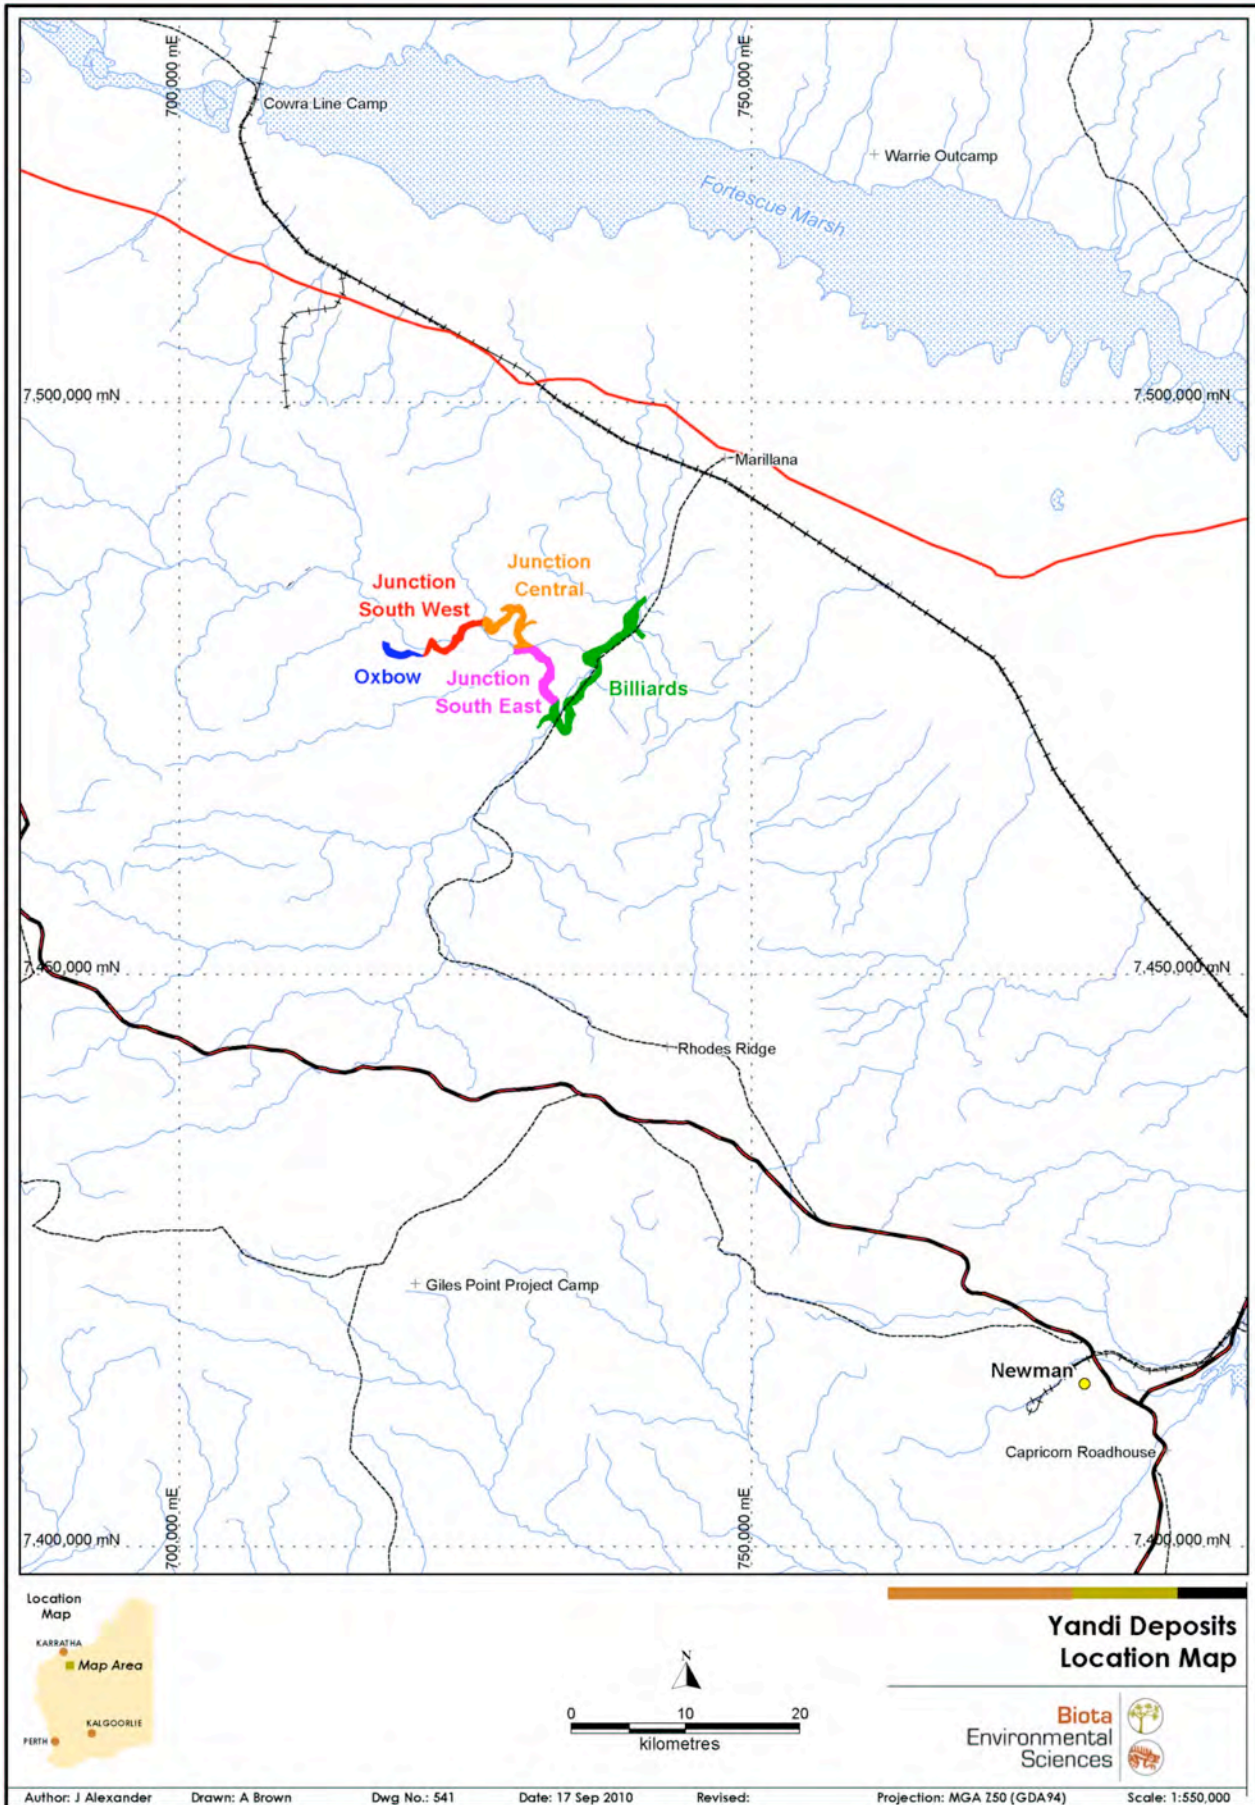 700,000 mE
750,000 mE
Cowra Line Camp
Warrie Outcamp
Fortescue Marsh
7,500,000 mN
7,500,000 mN
Marillana
Junction
Central
Junction
South West
Oxbow
Junction
South East
Billiards
7,450,000 mN
7,450,000 mN
Rhodes Ridge
Giles Point Project Camp
Newman
Capricorn Roadhouse
7,400,000 mN
7,400,000 mN
700,000 mE
750,000 mE
Location
Map
KARRATHA
Map Area
KALGOORLIE
PERTH
N
0 10 20
kilometres
Yandi Deposits
Location Map
Biota
Environmental
Sciences
Author: J Alexander Drawn: A Brown Dwg No.: 541 Date: 17 Sep 2010 Revised: Projection: MGA Z50 (GDA94) Scale: 1:550,000